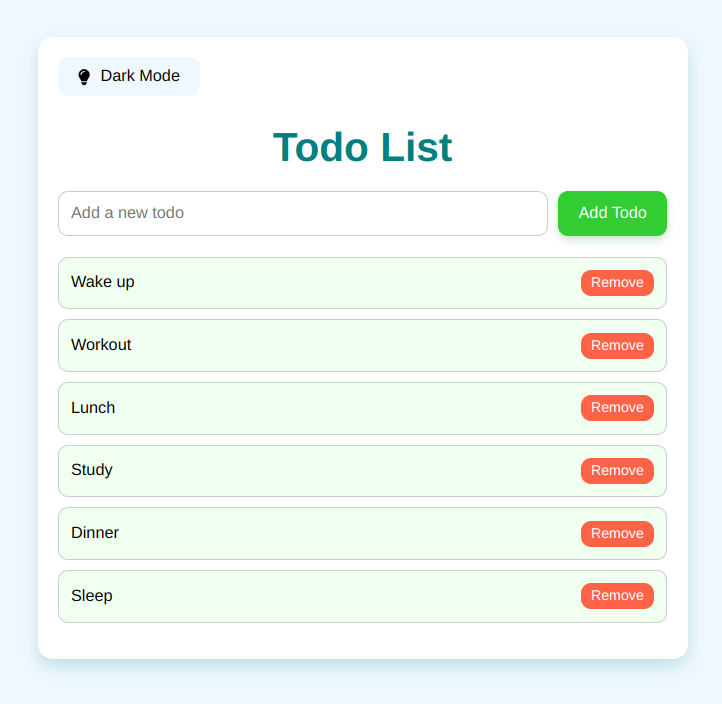 Dark Mode
Todo List
Add a new todo Add Todo
Wake up Remove
Workout Remove
Lunch Remove
Study Remove
Dinner Remove
Sleep Remove